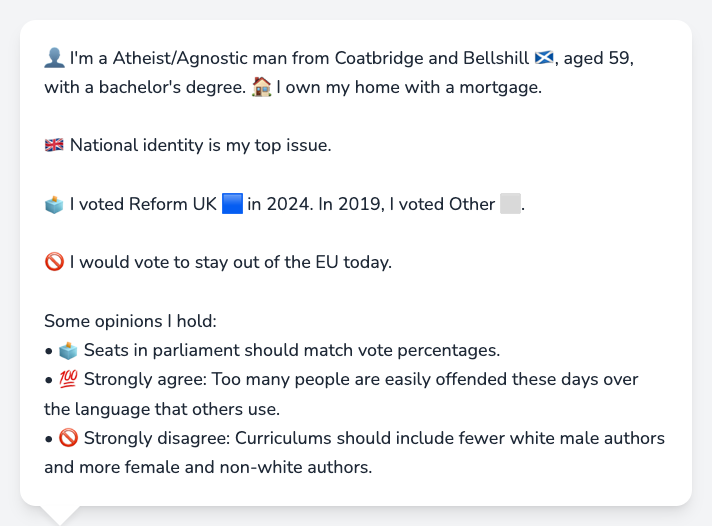 👤 I'm a Atheist/Agnostic man from Coatbridge and Bellshill 🏴󠁧󠁢󠁳󠁣󠁴󠁿, aged 59,
with a bachelor's degree. 🏠 I own my home with a mortgage.
🇬🇧 National identity is my top issue.
🗳️ I voted Reform UK 🟦 in 2024. In 2019, I voted Other ⬜.
🚫 I would vote to stay out of the EU today.
Some opinions I hold:
• 🗳️ Seats in parliament should match vote percentages.
• 💯 Strongly agree: Too many people are easily offended these days over
the language that others use.
• 🚫 Strongly disagree: Curriculums should include fewer white male authors
and more female and non-white authors.